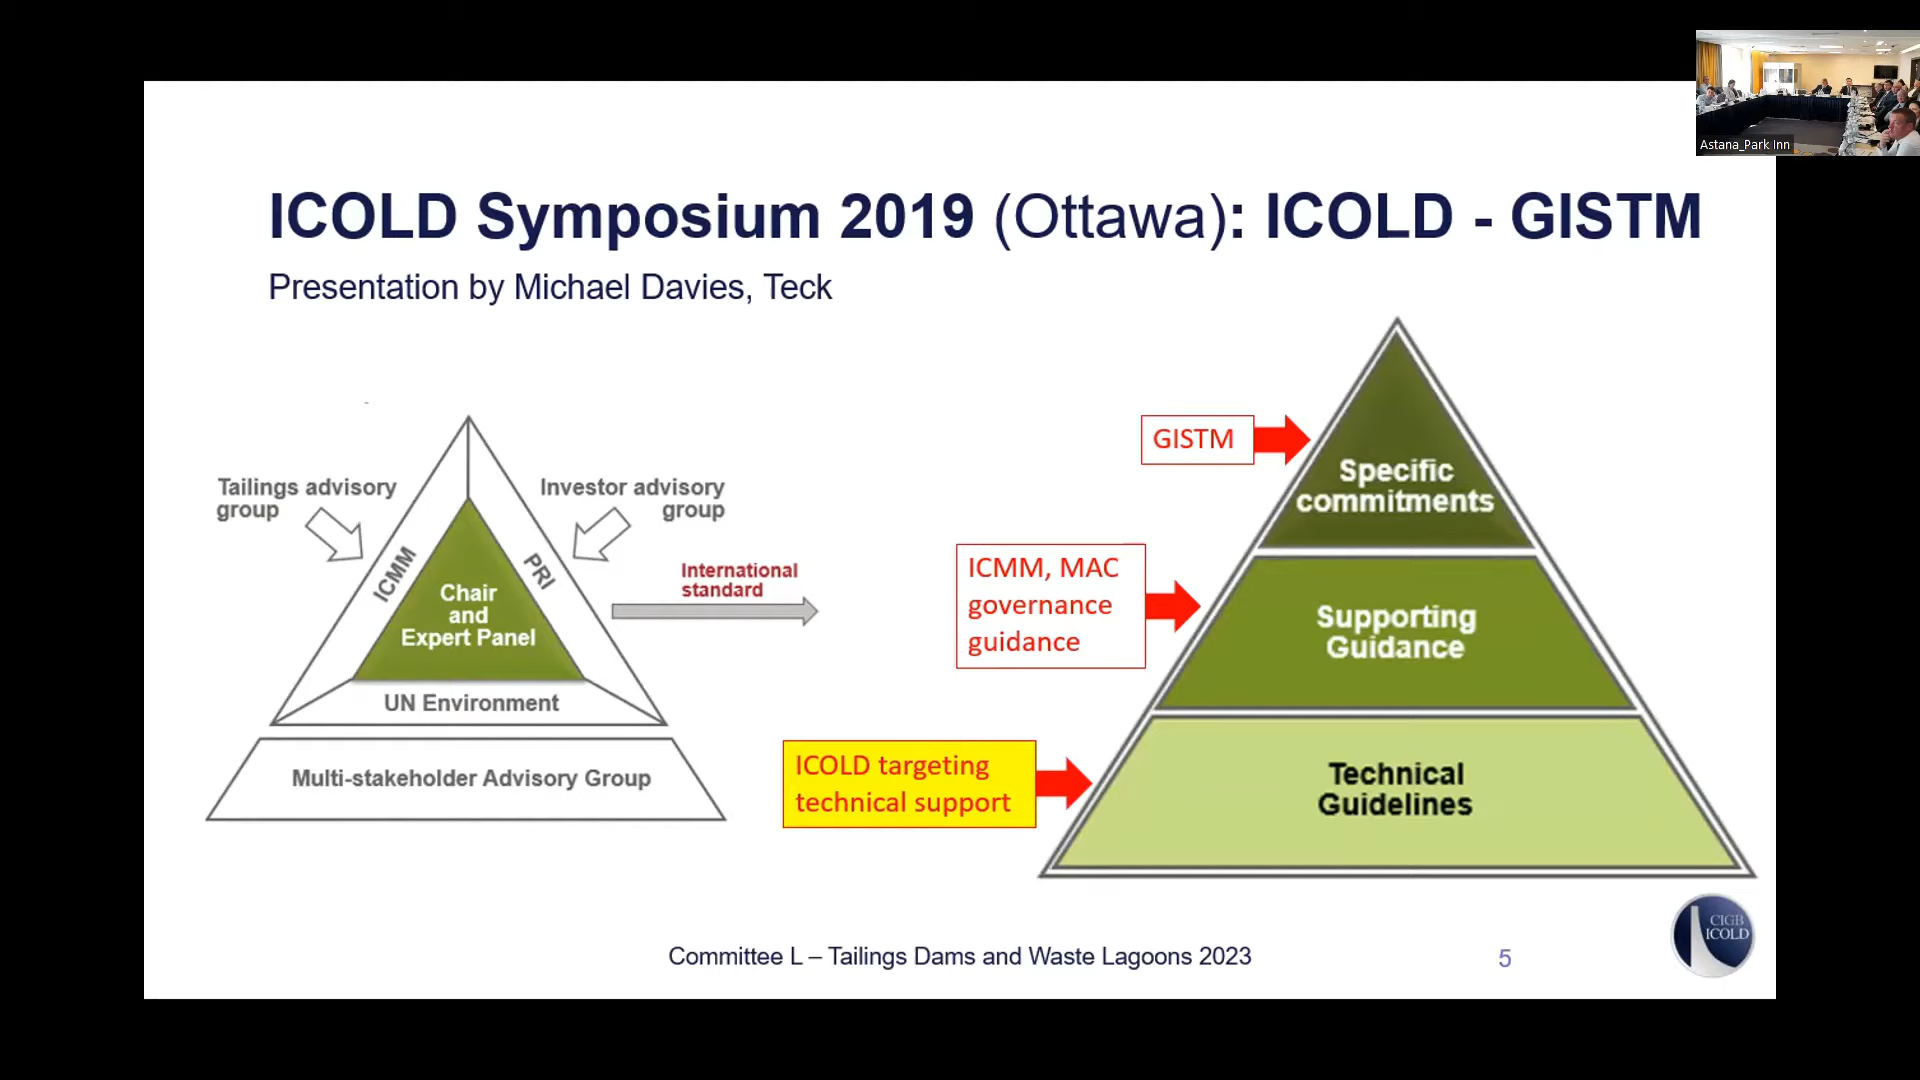 Astana_Park Inn
ICOLD Symposium 2019 (Ottawa): ICOLD - GISTM
Presentation by Michael Davies, Teck
Tailings advisory
group
Investor advisory
group
ICMM
PRI
Chair
and
Expert Panel
UN Environment
Multi-stakeholder Advisory Group
International
standard
GISTM
Specific
commitments
ICMM, MAC
governance
guidance
Supporting
Guidance
ICOLD targeting
technical support
Technical
Guidelines
Committee L – Tailings Dams and Waste Lagoons 2023
5
CIGB
ICOLD